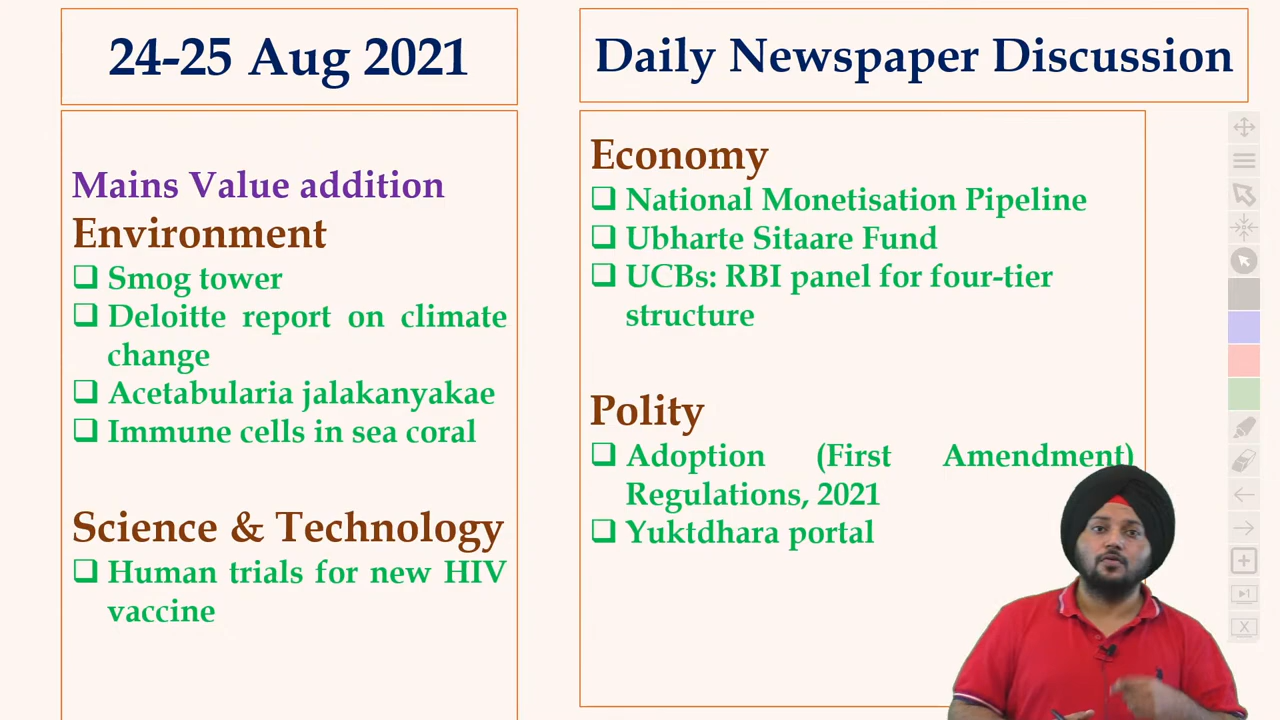 24-25 Aug 2021
Daily Newspaper Discussion
Mains Value addition
Environment
❑ Smog tower
❑ Deloitte report on climate
change
❑ Acetabularia jalakanyakae
❑ Immune cells in sea coral
Science & Technology
❑ Human trials for new HIV
vaccine
Economy
❑ National Monetisation Pipeline
❑ Ubharte Sitaare Fund
❑ UCBs: RBI panel for four-tier
structure
Polity
❑ Adoption (First Amendment)
Regulations, 2021
❑ Yuktdhara portal